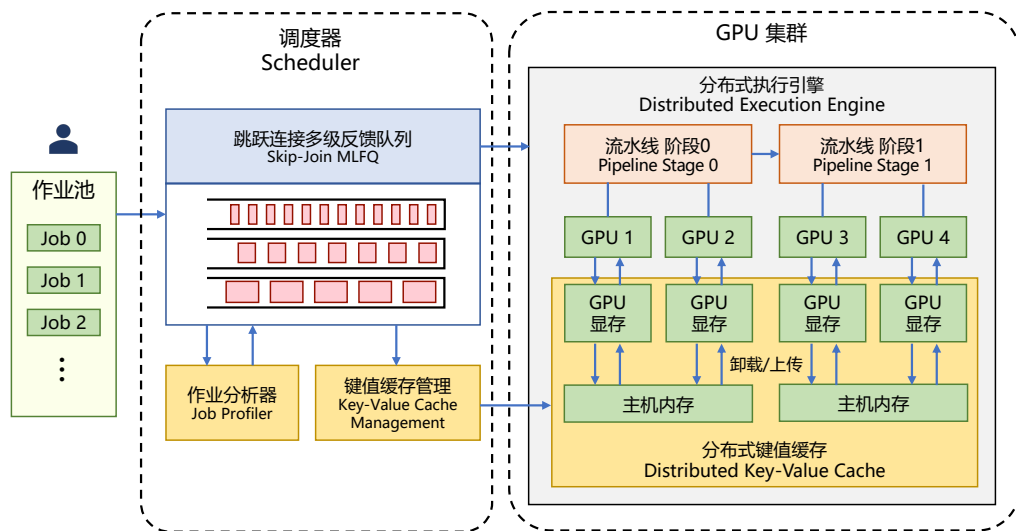 作业池
Job 0
Job 1
Job 2
调度器
Scheduler
跳跃连接多级反馈队列
Skip-Join MLFQ
作业分析器
Job Profiler
键值缓存管理
Key-Value Cache
Management
GPU 集群
分布式执行引擎
Distributed Execution Engine
流水线 阶段0
Pipeline Stage 0
流水线 阶段1
Pipeline Stage 1
GPU 1
GPU 2
GPU 3
GPU 4
GPU
显存
GPU
显存
GPU
显存
GPU
显存
卸载/上传
主机内存
主机内存
分布式键值缓存
Distributed Key-Value Cache